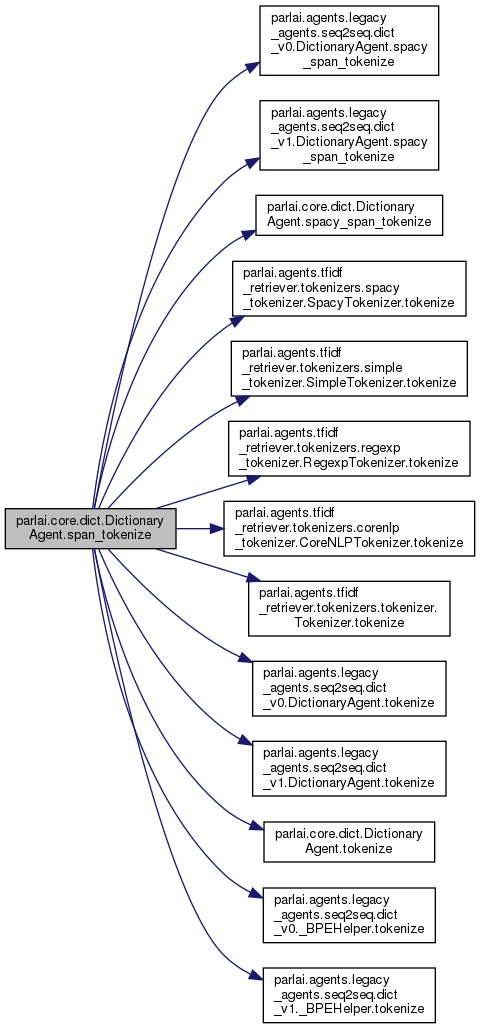 parlai.agents.legacy
_agents.seq2seq.dict
_v0.DictionaryAgent.spacy
_span_tokenize
parlai.agents.legacy
_agents.seq2seq.dict
_v1.DictionaryAgent.spacy
_span_tokenize
parlai.core.dict.Dictionary
Agent.spacy_span_tokenize
parlai.agents.tfidf
_retriever.tokenizers.spacy
_tokenizer.SpacyTokenizer.tokenize
parlai.agents.tfidf
_retriever.tokenizers.simple
_tokenizer.SimpleTokenizer.tokenize
parlai.agents.tfidf
_retriever.tokenizers.regexp
_tokenizer.RegexpTokenizer.tokenize
parlai.core.dict.Dictionary
Agent.span_tokenize
parlai.agents.tfidf
_retriever.tokenizers.corenlp
_tokenizer.CoreNLPTokenizer.tokenize
parlai.agents.tfidf
_retriever.tokenizers.tokenizer.
Tokenizer.tokenize
parlai.agents.legacy
_agents.seq2seq.dict
_v0.DictionaryAgent.tokenize
parlai.agents.legacy
_agents.seq2seq.dict
_v1.DictionaryAgent.tokenize
parlai.core.dict.Dictionary
Agent.tokenize
parlai.agents.legacy
_agents.seq2seq.dict
_v0._BPEHelper.tokenize
parlai.agents.legacy
_agents.seq2seq.dict
_v1._BPEHelper.tokenize